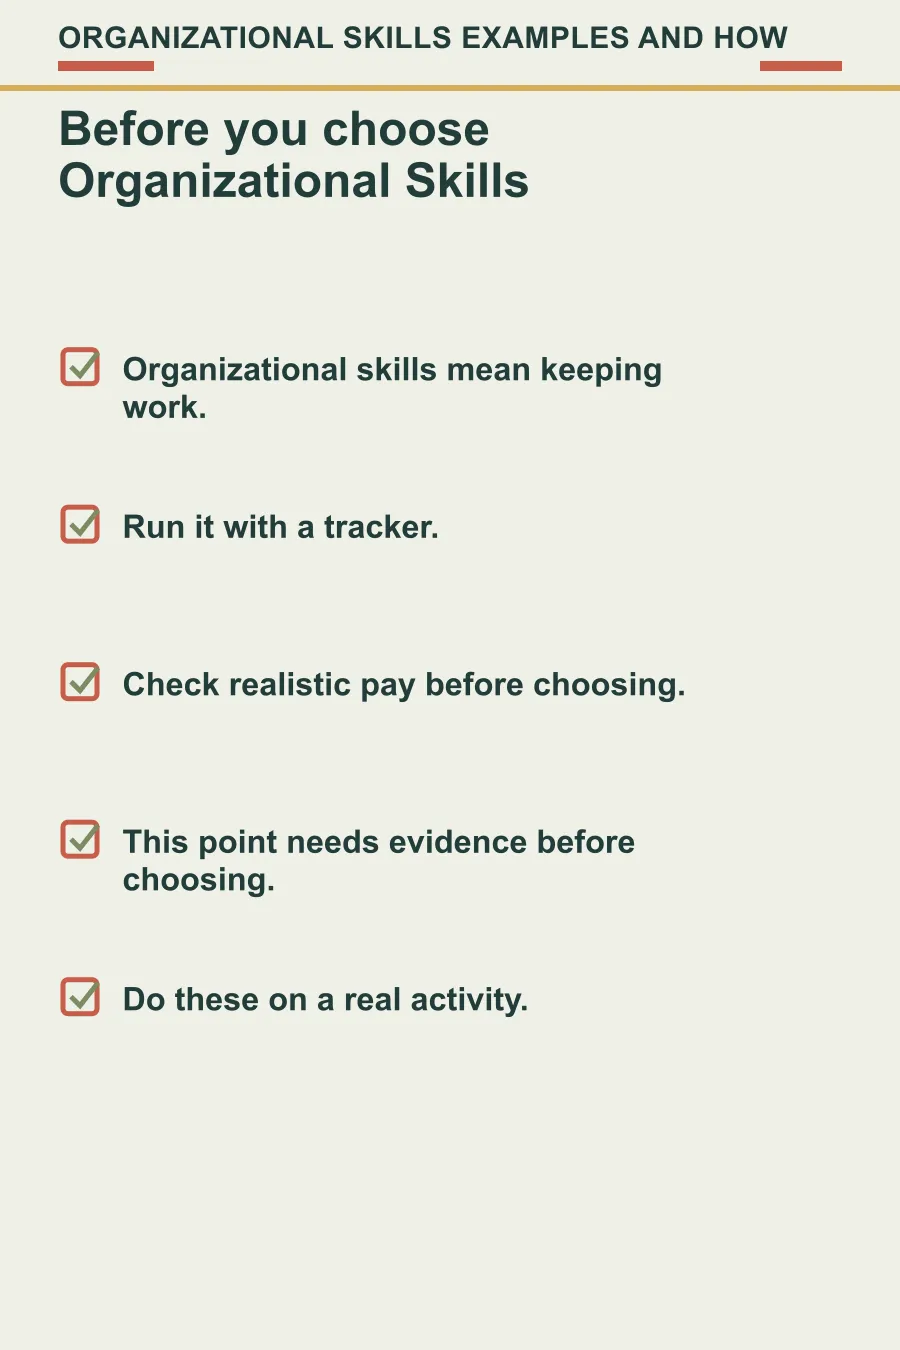 ORGANIZATIONAL SKILLS EXAMPLES AND HOW
Before you choose
Organizational Skills
Organizational skills mean keeping
work.
Run it with a tracker.
Check realistic pay before choosing.
This point needs evidence before
choosing.
Do these on a real activity.